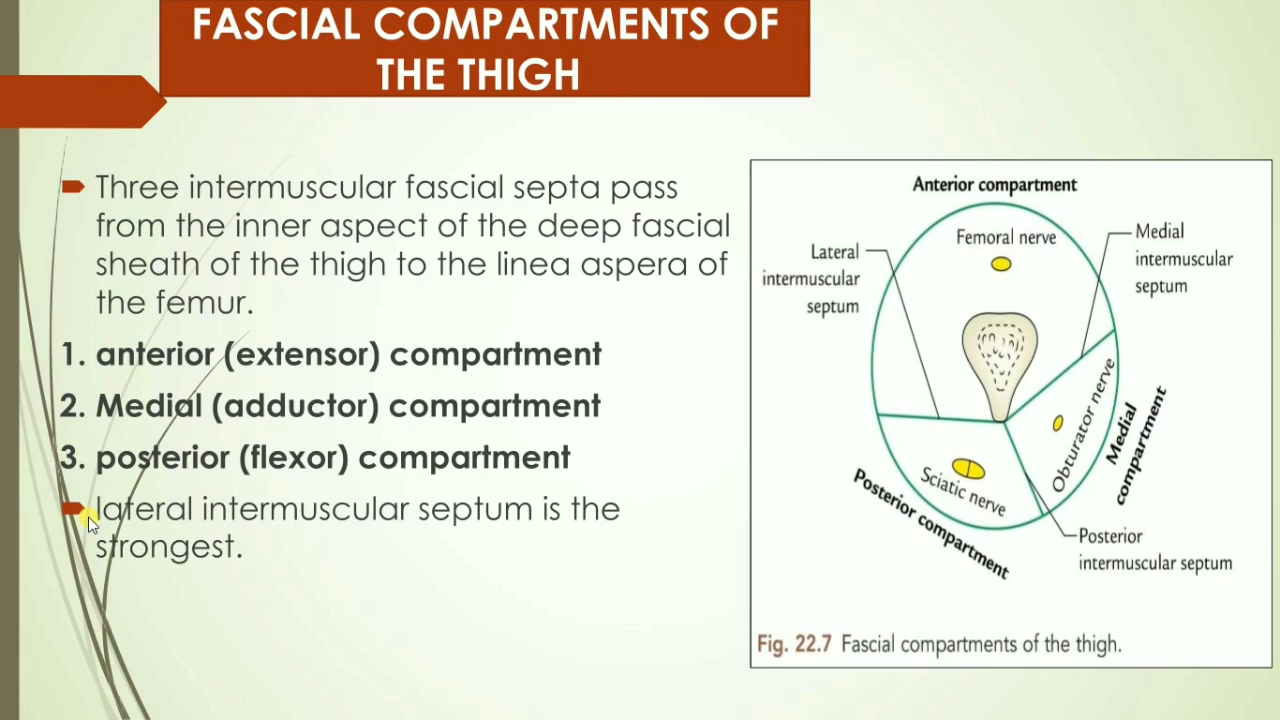 FASCIAL COMPARTMENTS OF
THE THIGH
Three intermuscular fascial septa pass
from the inner aspect of the deep fascial
sheath of the thigh to the linea aspera of
the femur.
1. anterior (extensor) compartment
2. Medial (adductor) compartment
3. posterior (flexor) compartment
lateral intermuscular septum is the
strongest.
Anterior compartment
Femoral nerve
Lateral
intermuscular
septum
Medial
intermuscular
septum
Obturator nerve
Medial
compartment
Sciatic nerve
Posterior compartment
Posterior
intermuscular septum
Fig. 22.7 Fascial compartments of the thigh.